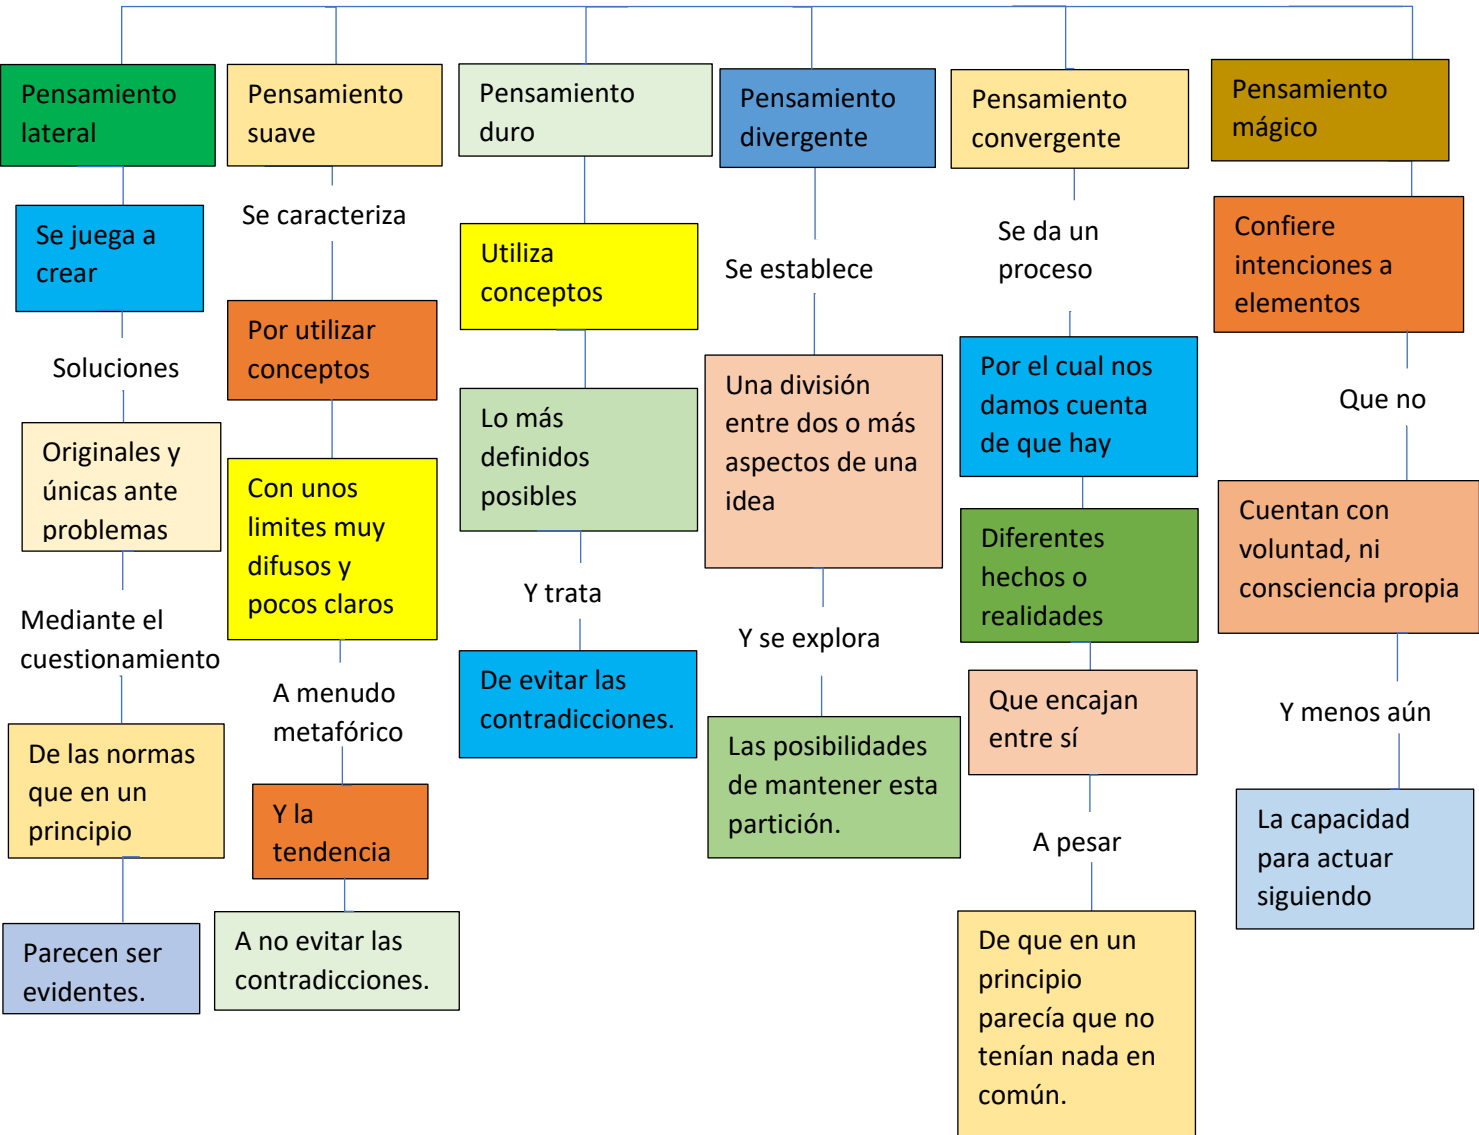 Pensamiento
lateral
Se juega a
crear
Soluciones
Originales y
únicas ante
problemas
Mediante el
cuestionamiento
De las normas
que en un
principio
Parecen ser
evidentes.
Pensamiento
suave
Se caracteriza
Por utilizar
conceptos
Con unos
limites muy
difusos y
pocos claros
A menudo
metafórico
Y la
tendencia
A no evitar las
contradicciones.
Pensamiento
duro
Utiliza
conceptos
Lo más
definidos
posibles
Y trata
De evitar las
contradicciones.
Pensamiento
divergente
Se establece
Una división
entre dos o más
aspectos de una
idea
Y se explora
Las posibilidades
de mantener esta
partición.
Pensamiento
convergente
Se da un
proceso
Por el cual nos
damos cuenta
de que hay
Diferentes
hechos o
realidades
Que encajan
entre sí
A pesar
De que en un
principio
parecía que no
tenían nada en
común.
Pensamiento
mágico
Confiere
intenciones a
elementos
Que no
Cuentan con
voluntad, ni
consciencia propia
Y menos aún
La capacidad
para actuar
siguiendo